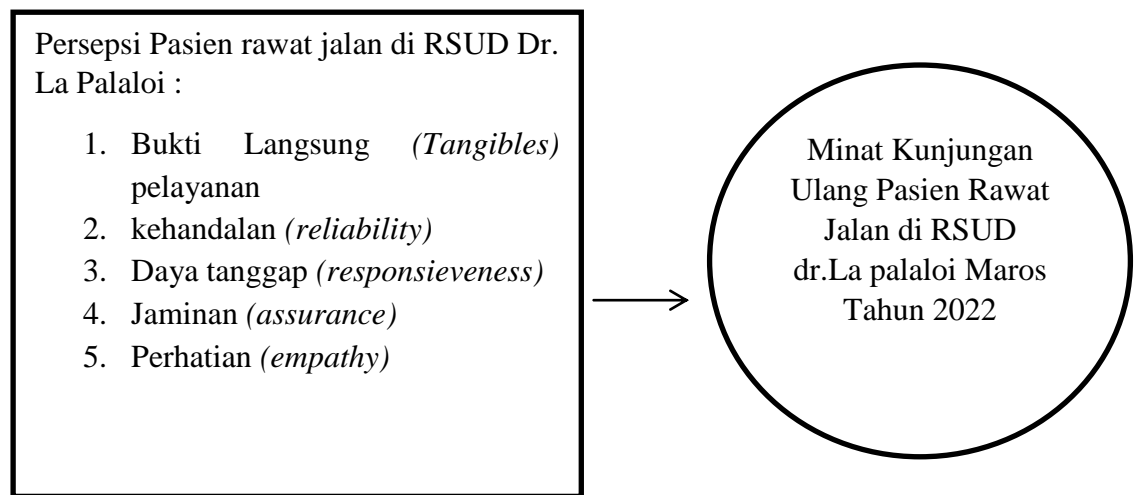 Persepsi Pasien rawat jalan di RSUD Dr.
La Palaloi :
1. Bukti Langsung (Tangibles)
pelayanan
2. kehandalan (reliability)
3. Daya tanggap (responsieveness)
4. Jaminan (assurance)
5. Perhatian (empathy)
Minat Kunjungan
Ulang Pasien Rawat
Jalan di RSUD
dr.La palaloi Maros
Tahun 2022